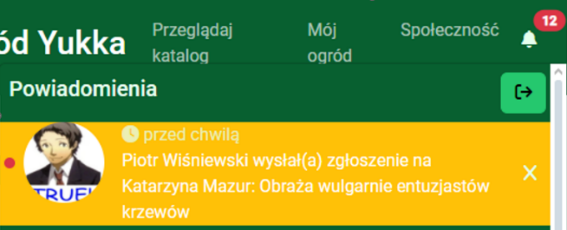 ód Yukka
Przeglądaj
katalog
Mój
ogród
Społeczność
12
Powiadomienia
przed chwilą
Piotr Wiśniewski wysłał(a) zgłoszenie na
Katarzyna Mazur: Obraża wulgarnie entuzjastów
krzewów
TRUE!